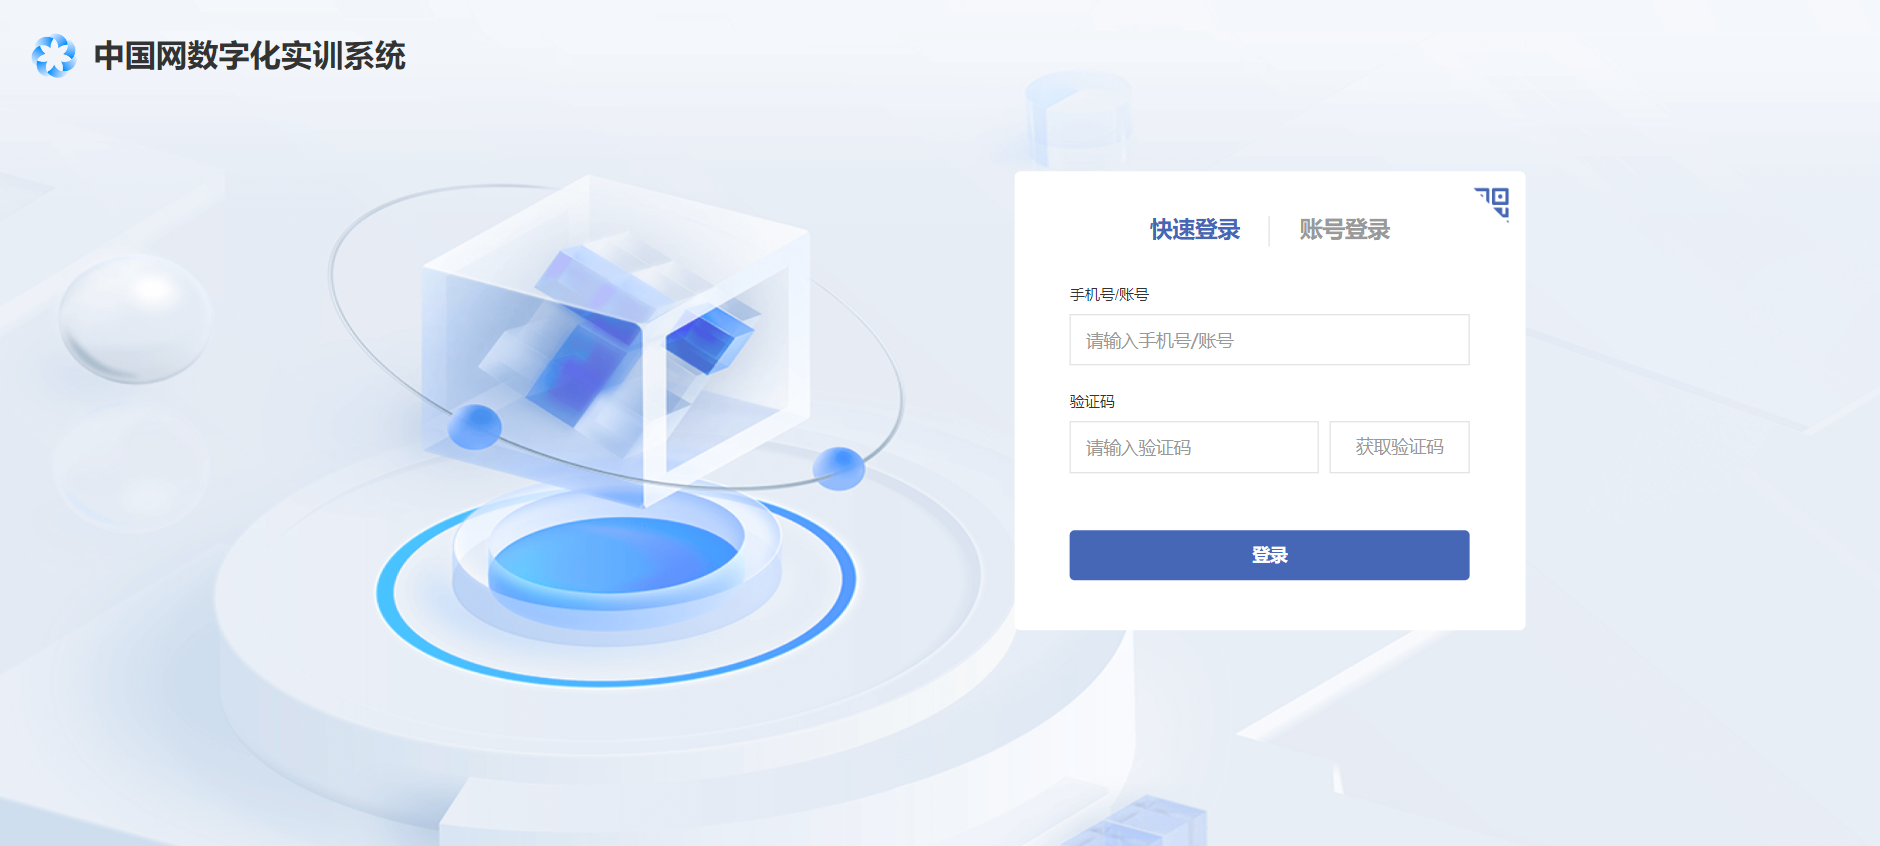 中国网数字化实训系统
快速登录
账号登录
手机号/账号
请输入手机号/账号
验证码
请输入验证码
获取验证码
登录